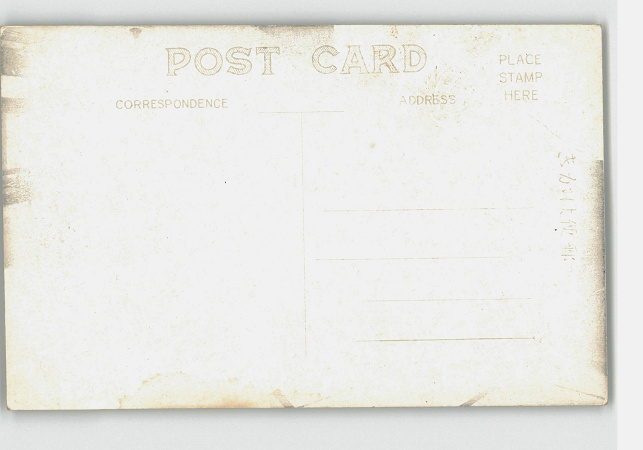 POST CARD
PLACE
STAMP
HERE
CORRESPONDENCE
ADDRESS